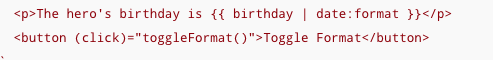 <p>The hero's birthday is {{ birthday | date:format }}</p>
<button (click)="toggleFormat()">Toggle Format</button>
`